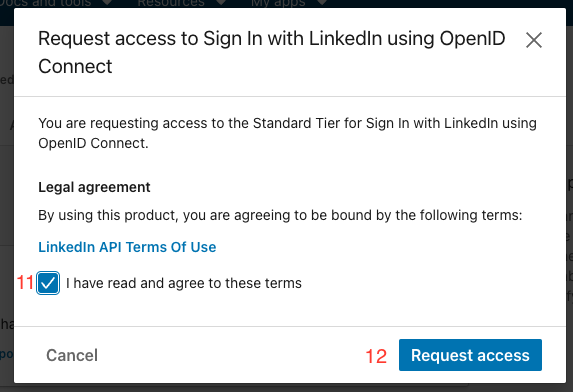 Docs and tools Resources My apps
Request access to Sign In with LinkedIn using OpenID
Connect
You are requesting access to the Standard Tier for Sign In with LinkedIn using
OpenID Connect.
Legal agreement
By using this product, you are agreeing to be bound by the following terms:
LinkedIn API Terms Of Use
11 I have read and agree to these terms
Cancel 12 Request access